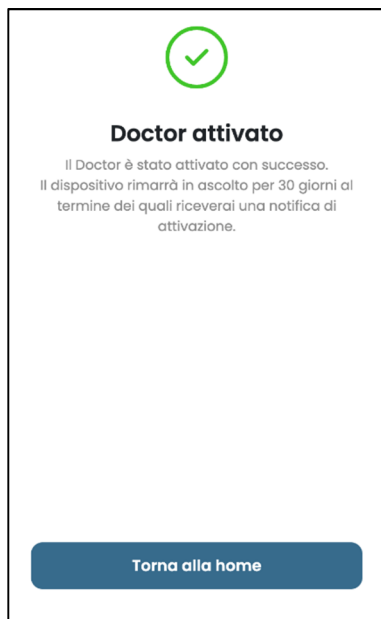 Doctor attivato
Il Doctor è stato attivato con successo.
Il dispositivo rimarrà in ascolto per 30 giorni al
termine dei quali riceverai una notifica di
attivazione.
Torna alla home